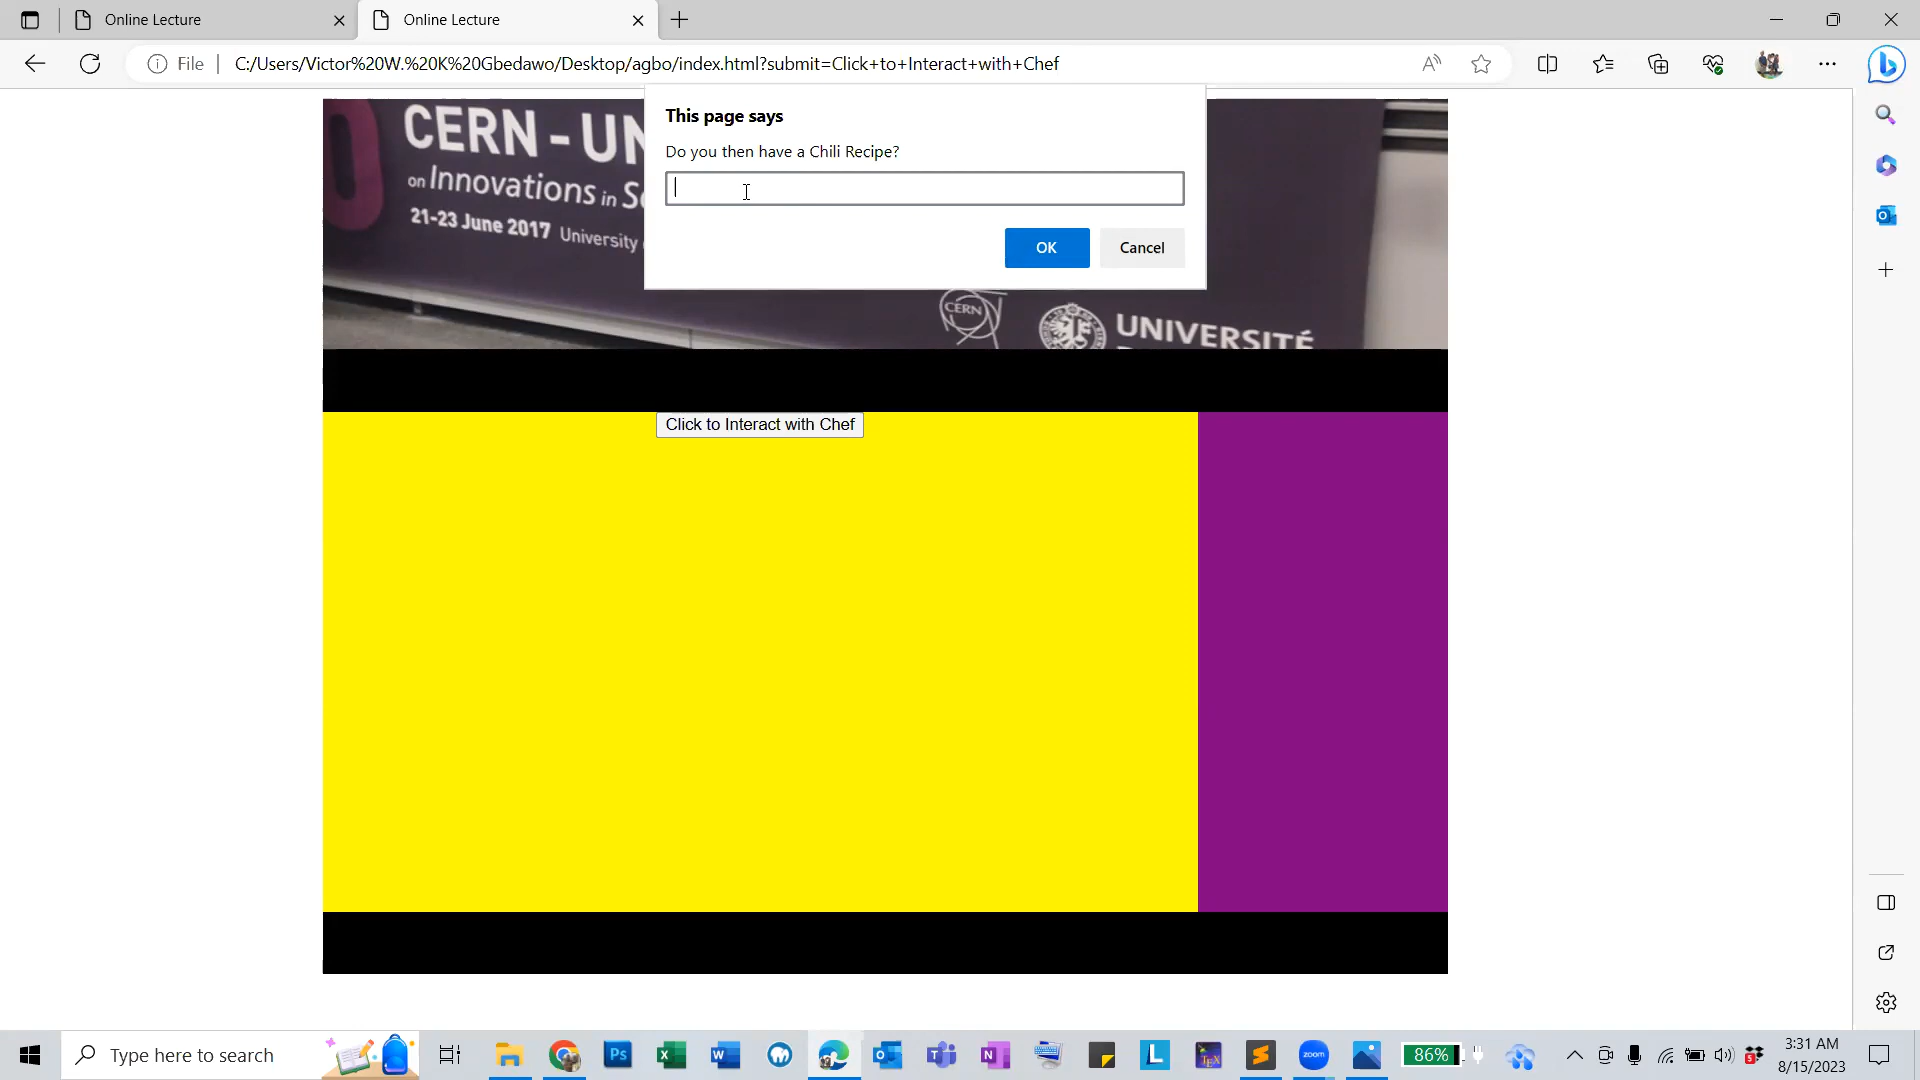 Online Lecture
Online Lecture
File
C:/Users/Victor%20W.%20K%20Gbedawo/Desktop/agbo/index.html?submit=Click+to+Interact+with+Chef
This page says
Do you then have a Chili Recipe?
OK
Cancel
CERN - UN
on Innovations in S
21-23 June 2017 University
CERN
UNIVERSITÉ
Click to Interact with Chef
Type here to search
Ps
zoom
86%
3:31 AM
8/15/2023